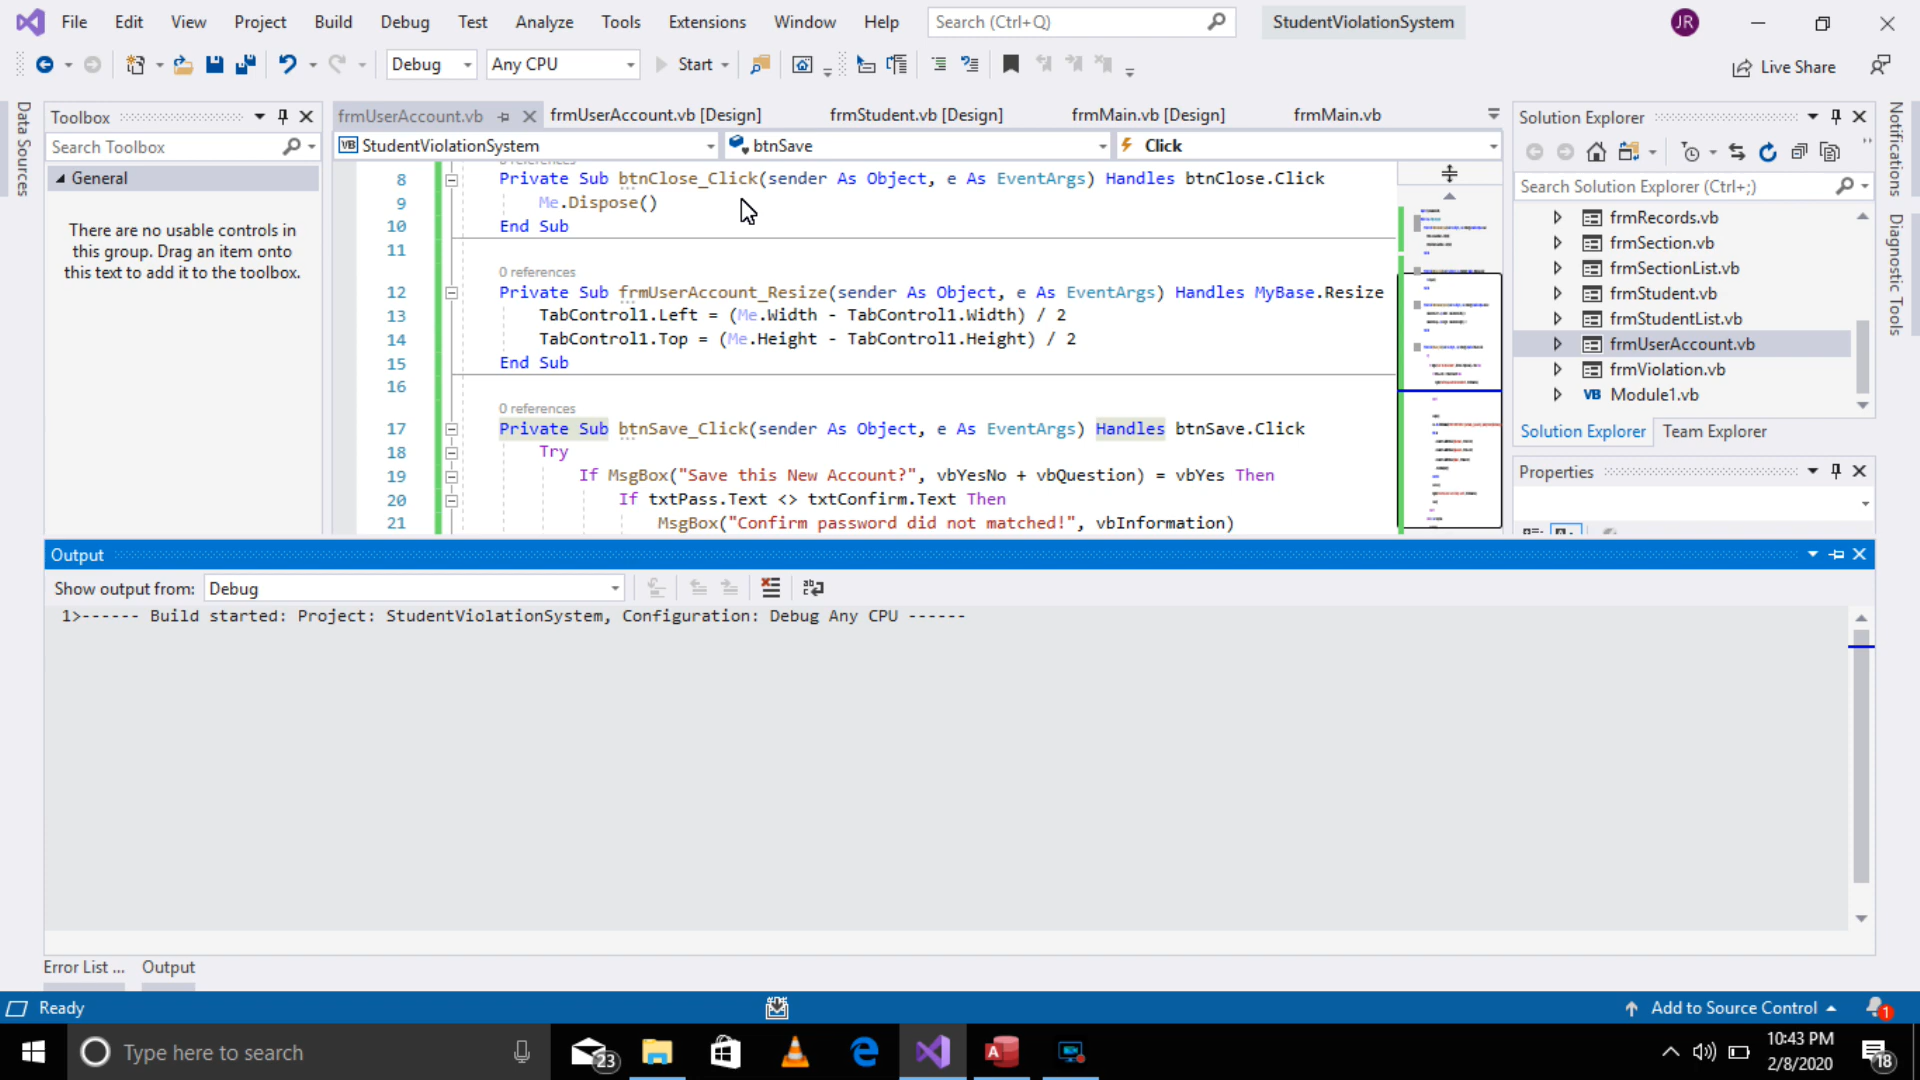 File Edit View Project Build Debug Test Analyze Tools Extensions Window Help Search (Ctrl+Q) StudentViolationSystem JR
Debug Any CPU Start Live Share
Data Sources
Toolbox
Search Toolbox
General
There are no usable controls in
this group. Drag an item onto
this text to add it to the toolbox.
frmUserAccount.vb frmUserAccount.vb [Design] frmStudent.vb [Design] frmMain.vb [Design] frmMain.vb
VB StudentViolationSystem btnSave Click
8 Private Sub btnClose_Click(sender As Object, e As EventArgs) Handles btnClose.Click
9 Me.Dispose()
10 End Sub
11
0 references
12 Private Sub frmUserAccount_Resize(sender As Object, e As EventArgs) Handles MyBase.Resize
13 TabControl1.Left = (Me.Width - TabControl1.Width) / 2
14 TabControl1.Top = (Me.Height - TabControl1.Height) / 2
15 End Sub
16
0 references
17 Private Sub btnSave_Click(sender As Object, e As EventArgs) Handles btnSave.Click
18 Try
19 If MsgBox("Save this New Account?", vbYesNo + vbQuestion) = vbYes Then
20 If txtPass.Text <> txtConfirm.Text Then
21 MsgBox("Confirm password did not matched!", vbInformation)
Solution Explorer
Search Solution Explorer (Ctrl+;)
frmRecords.vb
frmSection.vb
frmSectionList.vb
frmStudent.vb
frmStudentList.vb
frmUserAccount.vb
frmViolation.vb
VB Module1.vb
Solution Explorer Team Explorer
Properties
Notifications
Diagnostic Tools
Output
Show output from: Debug
1>------ Build started: Project: StudentViolationSystem, Configuration: Debug Any CPU ------
Error List ... Output
Ready Add to Source Control 1
Type here to search 23 10:43 PM
2/8/2020 18